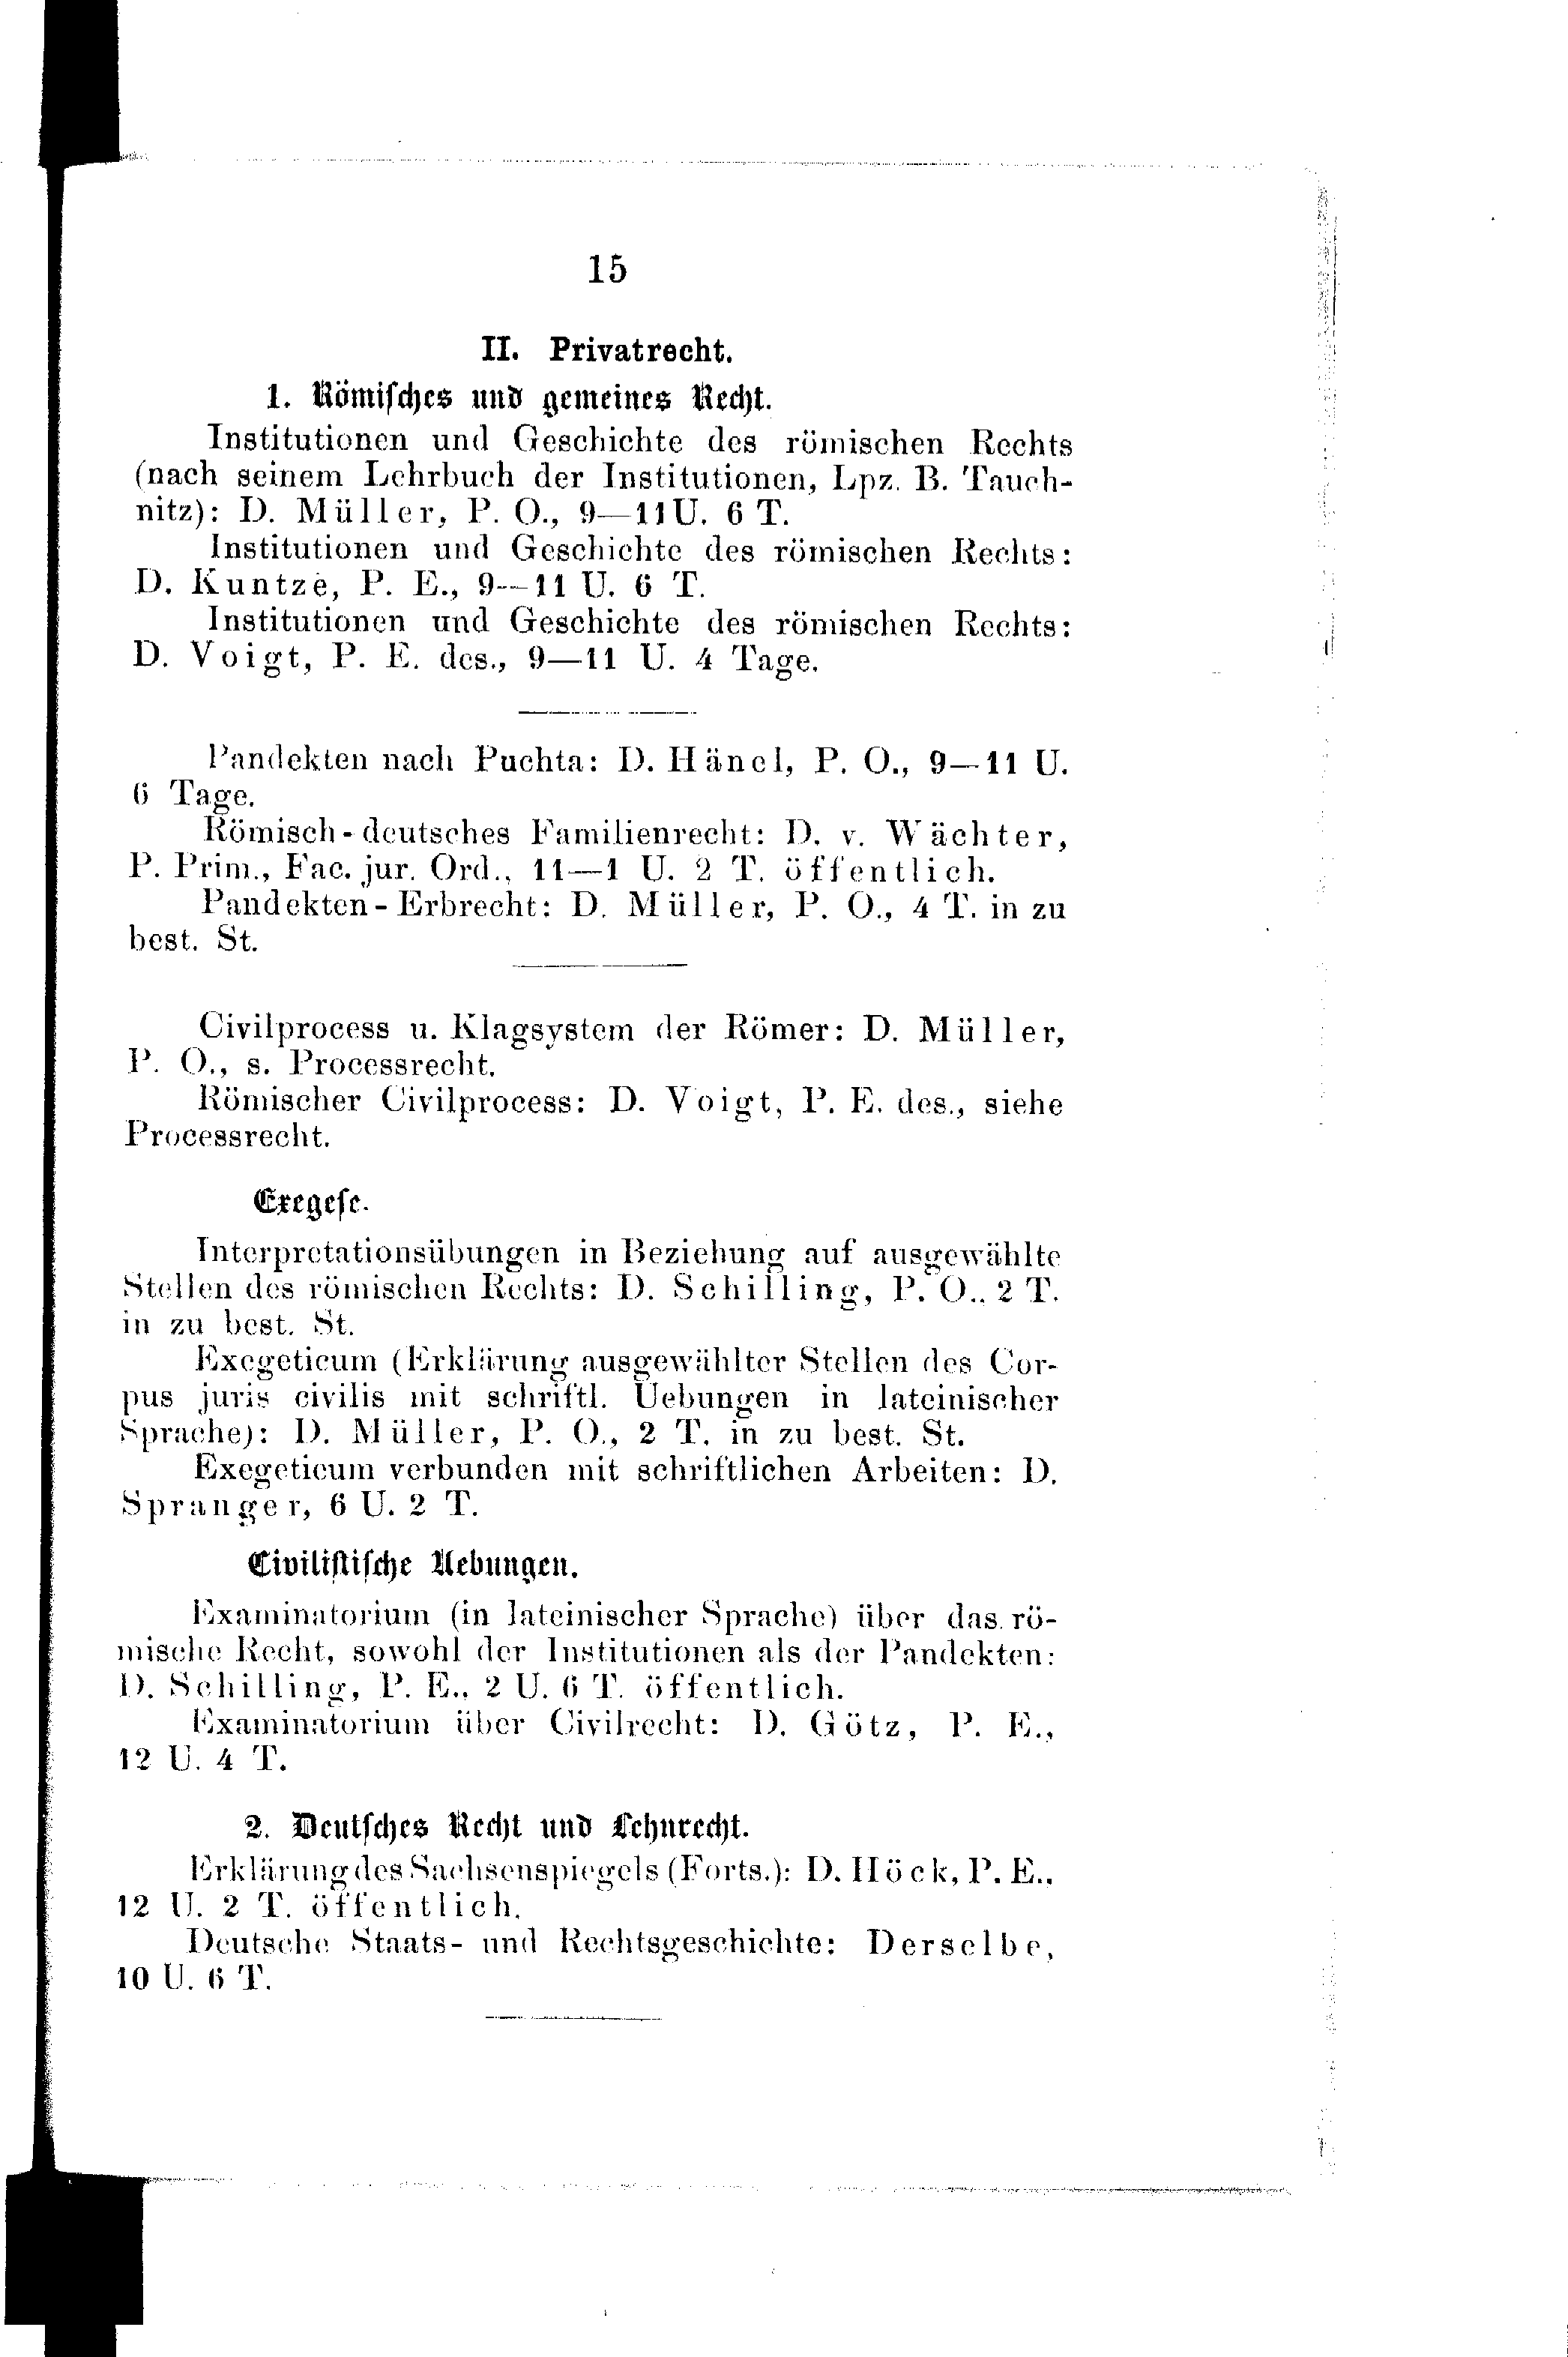 15
II. Privatrecht.
1. Römisches und gemeines Recht.
Institutionen und Geschichte des römischen Rechts
(nach seinem Lehrbuch der Institutionen, Lpz. B. Tauch-
nitz): D. Müller, P. O., 9—11 U. 6 T.
Institutionen und Geschichte des römischen Rechts:
D. Kuntze, P. E., 9—11 U. 6 T.
Institutionen und Geschichte des römischen Rechts:
D. Voigt, P. E. des., 9—11 U. 4 Tage.
Pandekten nach Puchta: D. Hänel, P. O., 9—11 U.
6 Tage.
Römisch-deutsches Familienrecht: D. v. Wächter,
P. Prim., Fac. jur. Ord., 11—1 U. 2 T. öffentlich.
Pandekten-Erbrecht: D. Müller, P. O., 4 T. in zu
best. St.
Civilprocess u. Klagsystem der Römer: D. Müller,
P. O., s. Processrecht.
Römischer Civilprocess: D. Voigt, P. E. des., siehe
Processrecht.
Exegese.
Interpretationsübungen in Beziehung auf ausgewählte
Stellen des römischen Rechts: D. Schilling, P. O., 2 T.
in zu best. St.
Exegeticum (Erklärung ausgewählter Stellen des Cor-
pus juris civilis mit schriftl. Uebungen in lateinischer
Sprache): D. Müller, P. O., 2 T. in zu best. St.
Exegeticum verbunden mit schriftlichen Arbeiten: D.
Spranger, 6 U. 2 T.
Civilistische Uebungen.
Examinatorium (in lateinischer Sprache) über das rö-
mische Recht, sowohl der Institutionen als der Pandekten:
D. Schilling, P. E., 2 U. 6 T. öffentlich.
Examinatorium über Civilrecht: D. Götz, P. E.,
12 U. 4 T.
2. Deutsches Recht und Lehnrecht.
Erklärung des Sachsenspiegels (Forts.): D. Höck, P. E.,
12 U. 2 T. öffentlich.
Deutsche Staats- und Rechtsgeschichte: Derselbe,
10 U. 6 T.